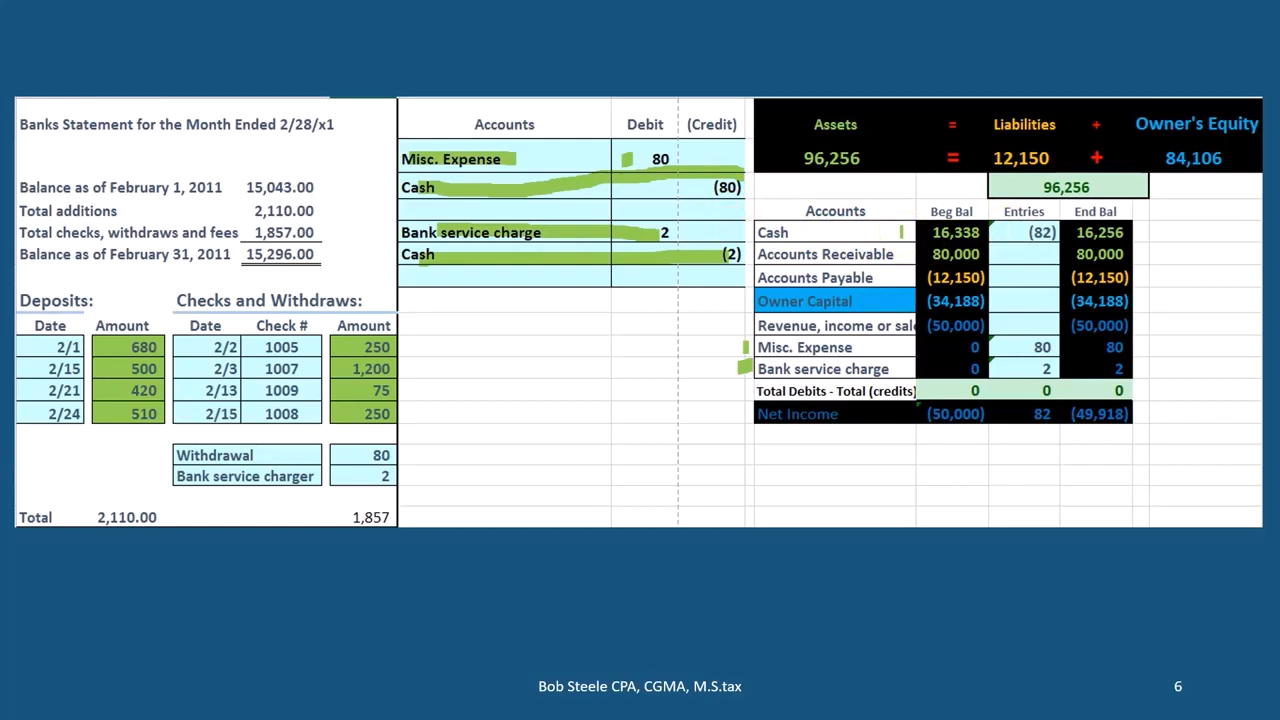 Banks Statement for the Month Ended 2/28/x1
Balance as of February 1, 2011 15,043.00
Total additions 2,110.00
Total checks, withdraws and fees 1,857.00
Balance as of February 31, 2011 15,296.00
Deposits: Checks and Withdraws:
Date Amount Date Check # Amount
2/1 680 2/2 1005 250
2/15 500 2/3 1007 1,200
2/21 420 2/13 1009 75
2/24 510 2/15 1008 250
Withdrawal 80
Bank service charger 2
Total 2,110.00 1,857
Accounts Debit (Credit)
Misc. Expense 80
Cash (80)
Bank service charge 2
Cash (2)
Assets = Liabilities + Owner's Equity
96,256 = 12,150 + 84,106
96,256
Accounts Beg Bal Entries End Bal
Cash 16,338 (82) 16,256
Accounts Receivable 80,000 80,000
Accounts Payable (12,150) (12,150)
Owner Capital (34,188) (34,188)
Revenue, income or sale (50,000) (50,000)
Misc. Expense 0 80 80
Bank service charge 0 2 2
Total Debits - Total (credits) 0 0 0
Net Income (50,000) 82 (49,918)
Bob Steele CPA, CGMA, M.S.tax
6